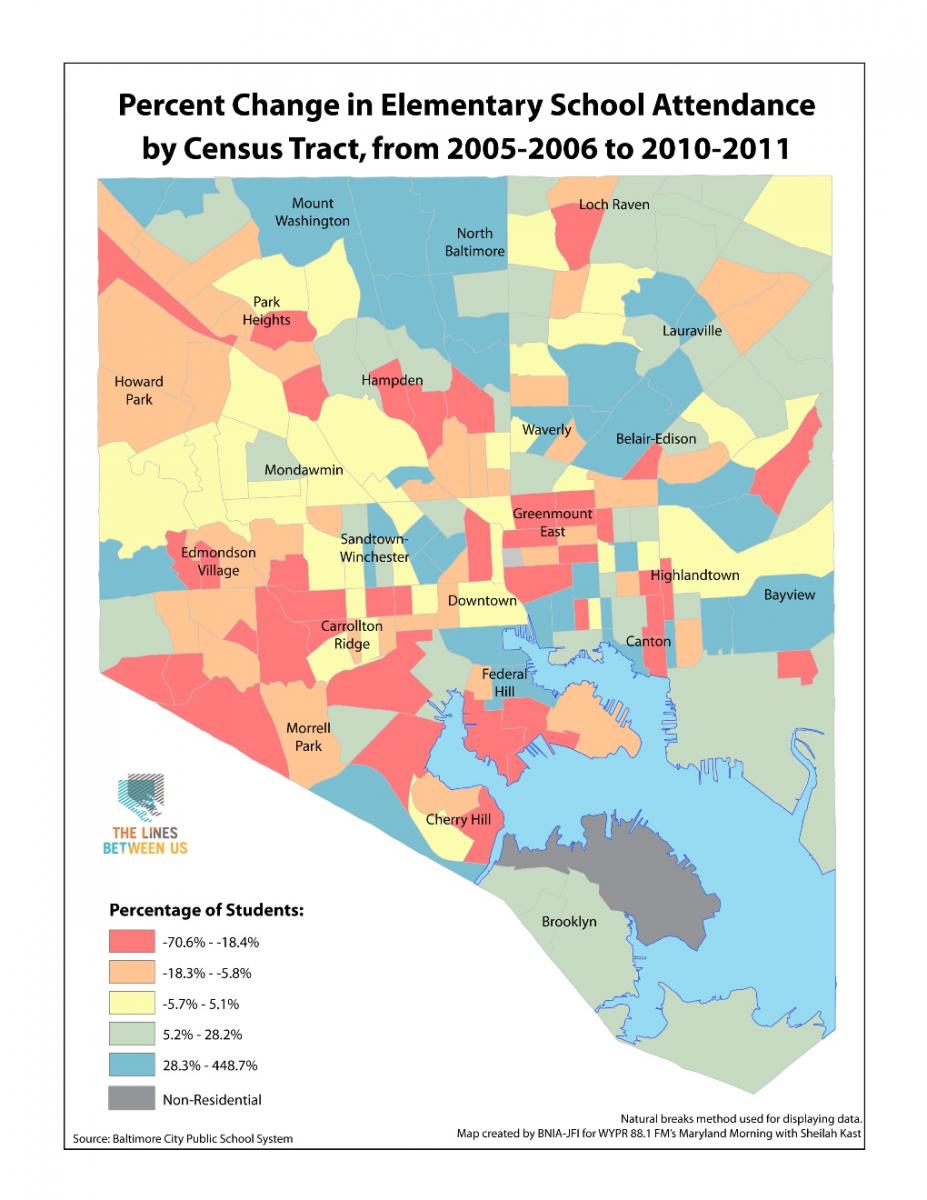 Percent Change in Elementary School Attendance
by Census Tract, from 2005-2006 to 2010-2011
Mount
Washington
Loch Raven
North
Baltimore
Park
Heights
Lauraville
Howard
Park
Hampden
Waverly
Belair-Edison
Mondawmin
Greenmount
East
Sandtown-
Winchester
Edmondson
Village
Highlandtown
Bayview
Downtown
Carrollton
Ridge
Canton
Federal
Hill
Morrell
Park
Cherry Hill
THE LINES
BETWEEN US
Brooklyn
Percentage of Students:
-70.6% - -18.4%
-18.3% - -5.8%
-5.7% - 5.1%
5.2% - 28.2%
28.3% - 448.7%
Non-Residential
Natural breaks method used for displaying data.
Source: Baltimore City Public School System
Map created by BNIA-JFI for WYPR 88.1 FM's Maryland Morning with Sheilah Kast